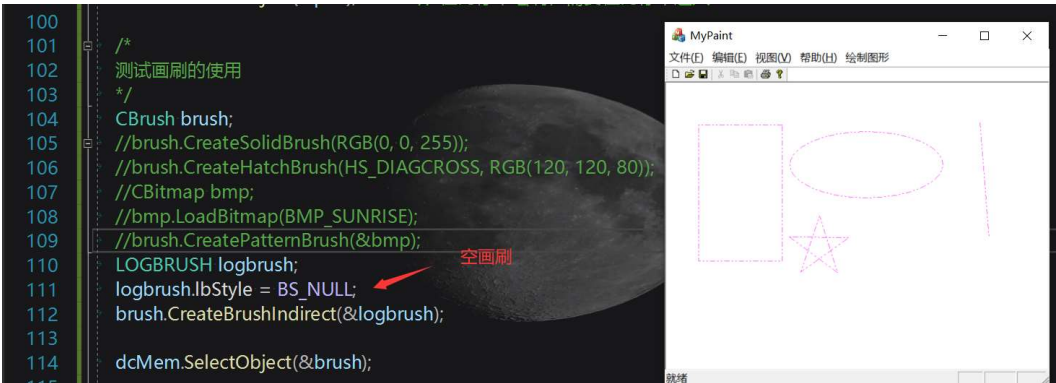 100
101 /*
102 测试画刷的使用
103 */
104 CBrush brush;
105 //brush.CreateSolidBrush(RGB(0, 0, 255));
106 //brush.CreateHatchBrush(HS_DIAGCROSS, RGB(120, 120, 80));
107 //CBitmap bmp;
108 //bmp.LoadBitmap(BMP_SUNRISE);
109 //brush.CreatePatternBrush(&bmp);
110 LOGBRUSH logbrush;
空画刷
111 logbrush.lbStyle = BS_NULL;
112 brush.CreateBrushIndirect(&logbrush);
113
114 dcMem.SelectObject(&brush);
MyPaint
文件(F) 编辑(E) 视图(V) 帮助(H) 绘制图形
就绪